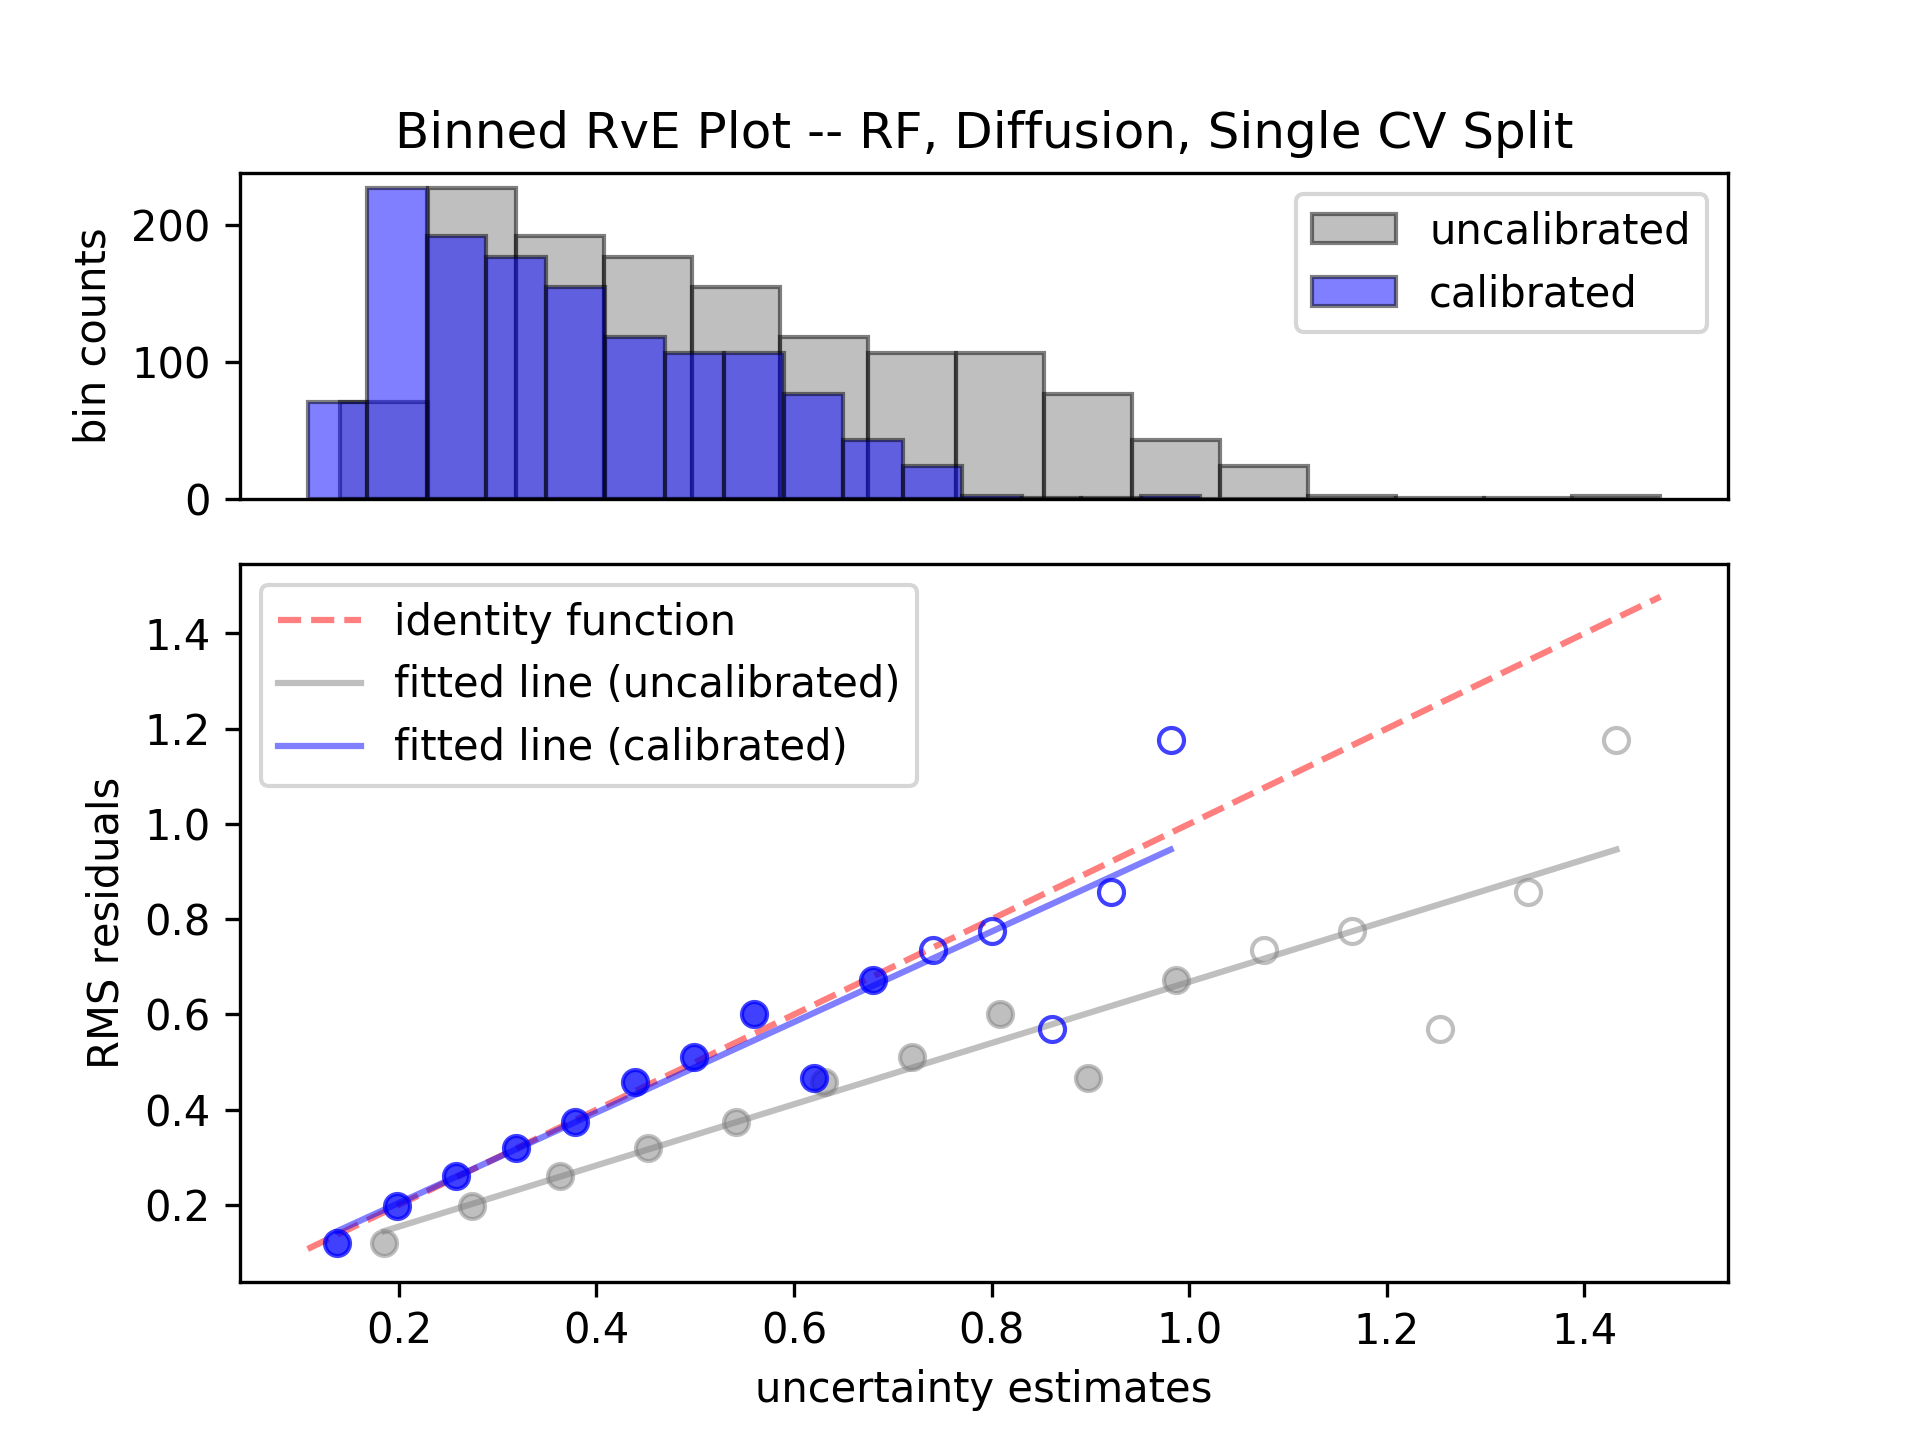 Binned RvE Plot -- RF, Diffusion, Single CV Split
bin counts
200
100
0
uncalibrated
calibrated
RMS residuals
1.4
1.2
1.0
0.8
0.6
0.4
0.2
identity function
fitted line (uncalibrated)
fitted line (calibrated)
0.2 0.4 0.6 0.8 1.0 1.2 1.4
uncertainty estimates